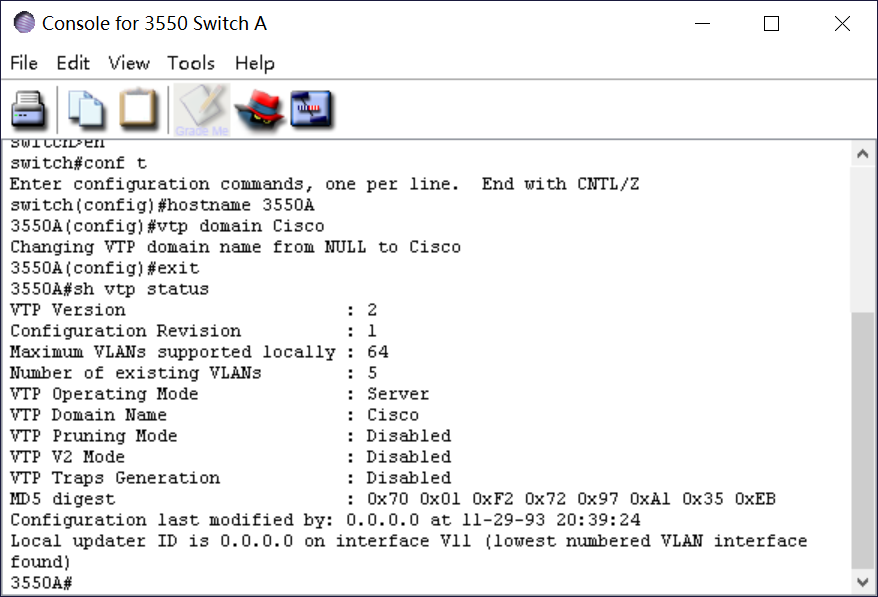 Console for 3550 Switch A
File Edit View Tools Help
Grade Me
switch>en
switch#conf t
Enter configuration commands, one per line.  End with CNTL/Z
switch(config)#hostname 3550A
3550A(config)#vtp domain Cisco
Changing VTP domain name from NULL to Cisco
3550A(config)#exit
3550A#sh vtp status
VTP Version                     : 2
Configuration Revision          : 1
Maximum VLANs supported locally : 64
Number of existing VLANs        : 5
VTP Operating Mode              : Server
VTP Domain Name                 : Cisco
VTP Pruning Mode                : Disabled
VTP V2 Mode                     : Disabled
VTP Traps Generation            : Disabled
MD5 digest                      : 0x70 0x01 0xF2 0x72 0x97 0xA1 0x35 0xEB
Configuration last modified by: 0.0.0.0 at 11-29-93 20:39:24
Local updater ID is 0.0.0.0 on interface Vl1 (lowest numbered VLAN interface
found)
3550A#